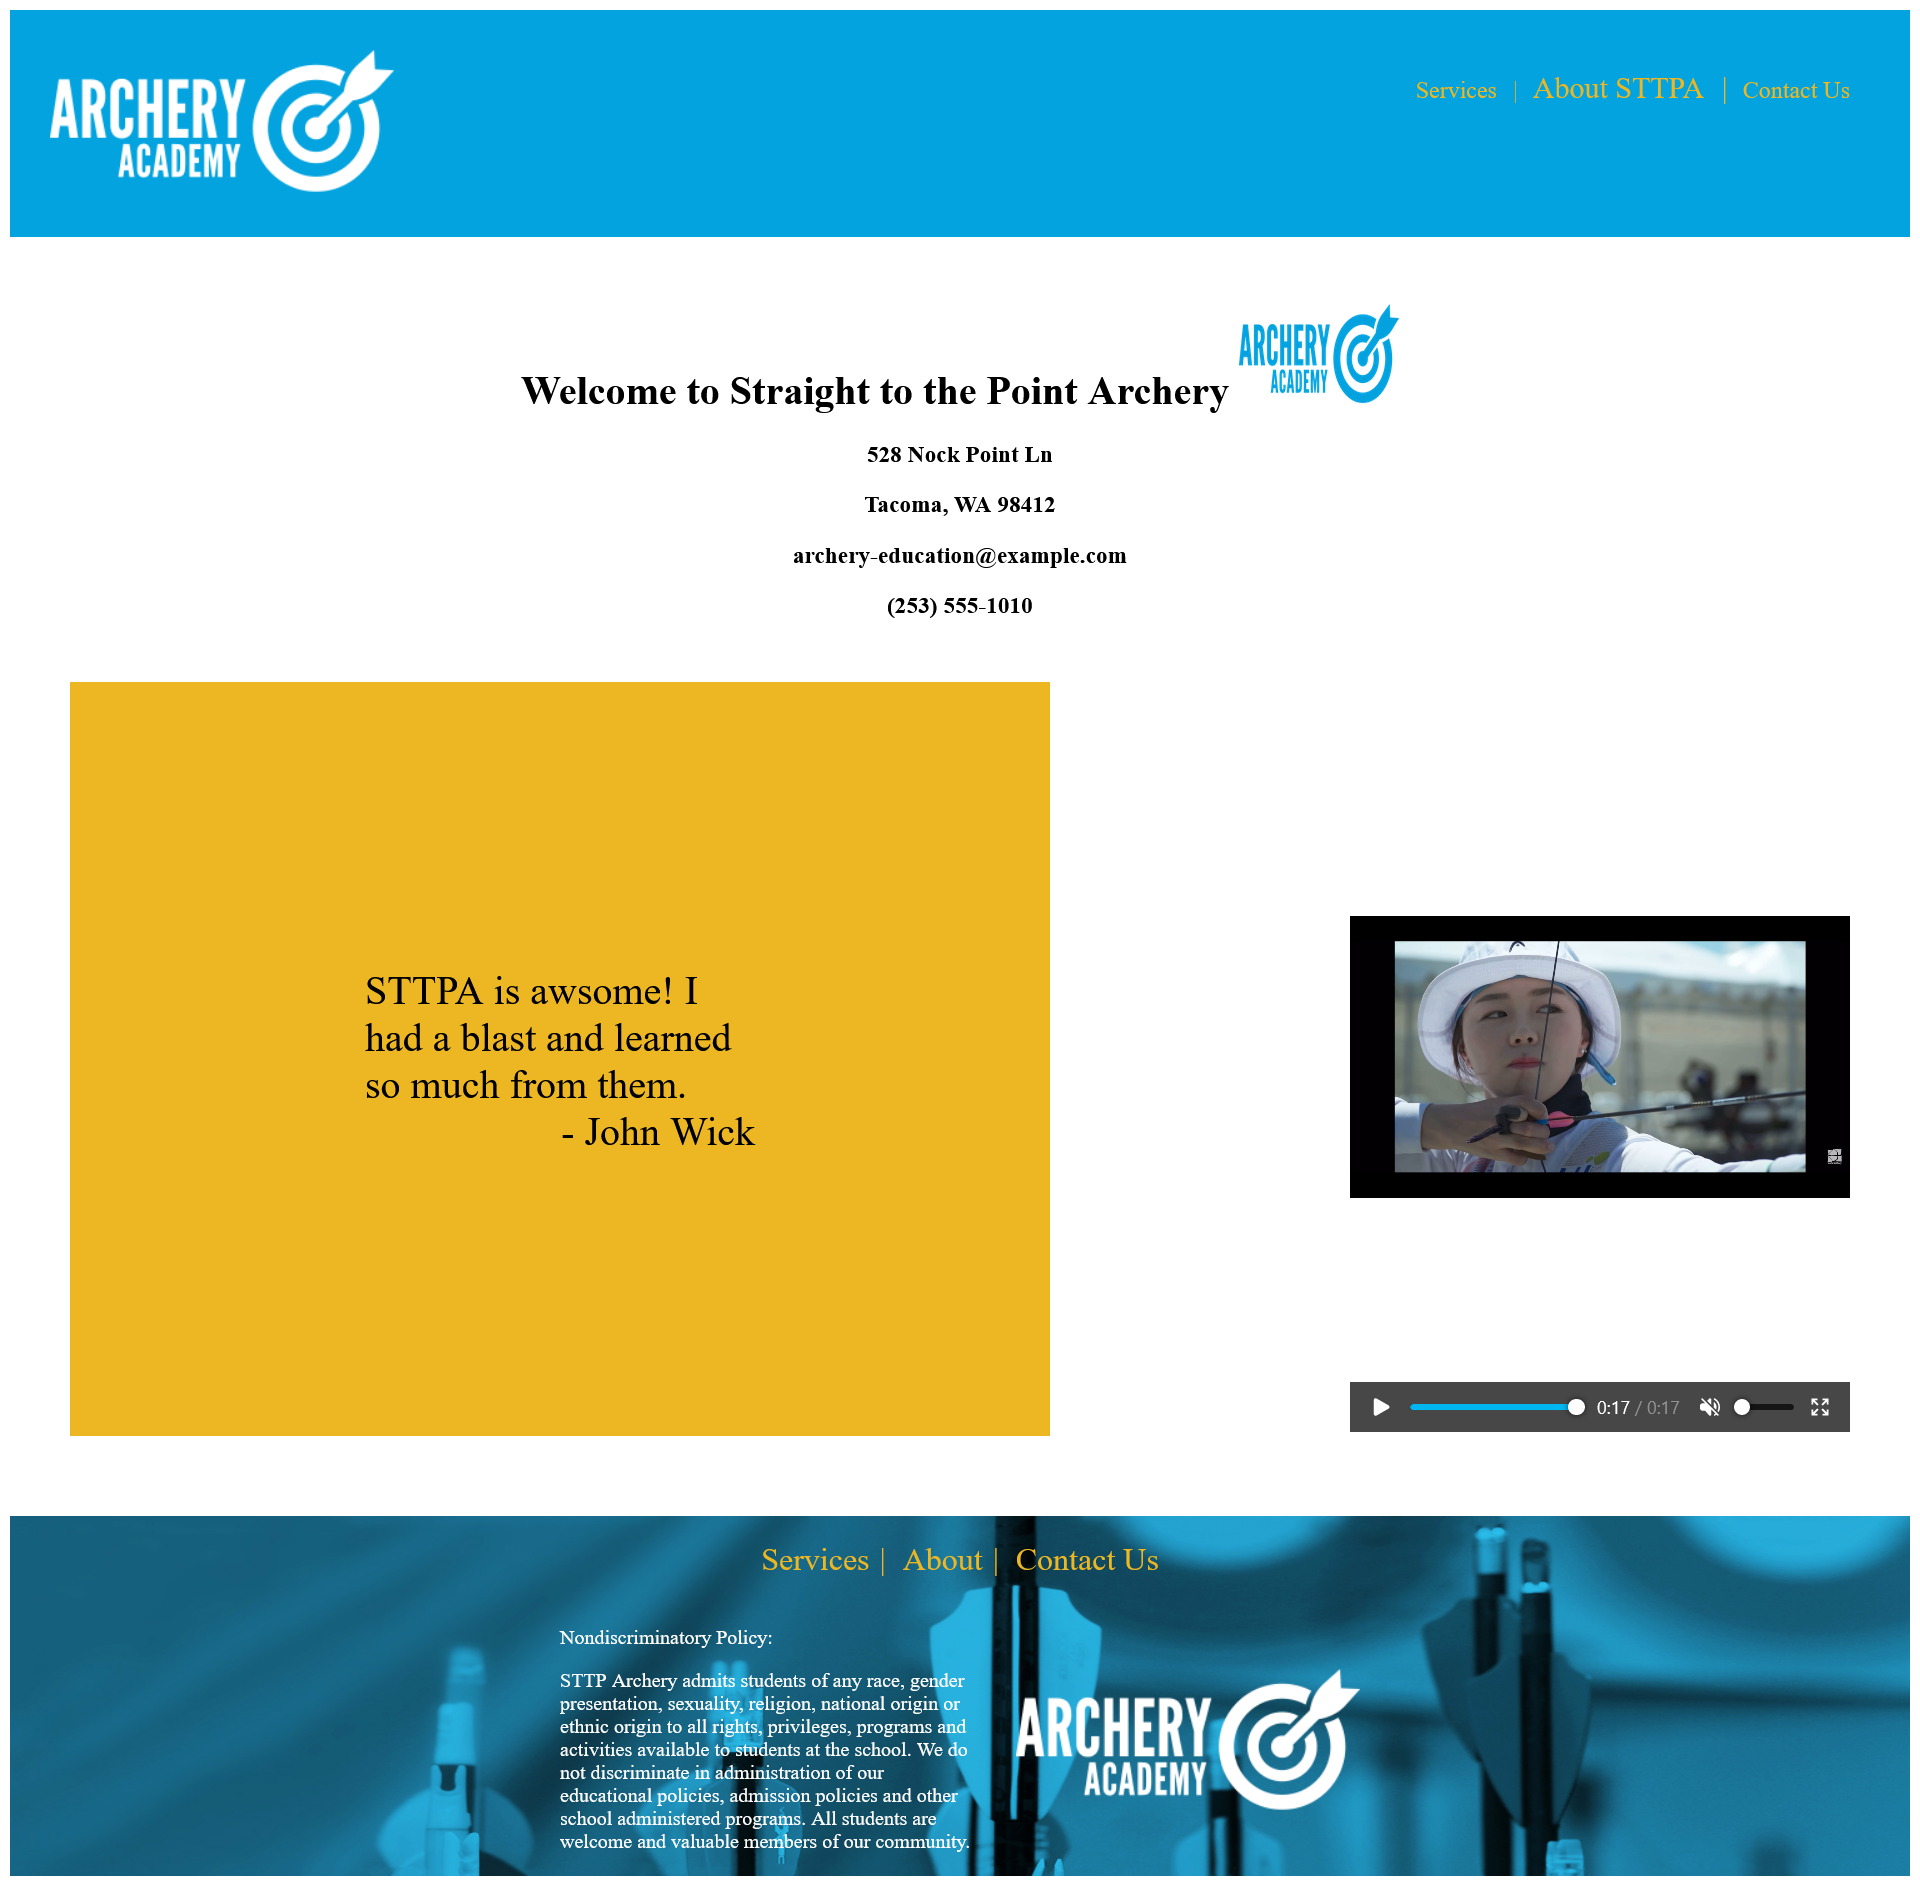 ARCHERY
ACADEMY
Services | About STTPA | Contact Us
Welcome to Straight to the Point Archery
ARCHERY
ACADEMY
528 Nock Point Ln
Tacoma, WA 98412
archery-education@example.com
(253) 555-1010
STTPA is awsome! I
had a blast and learned
so much from them.
- John Wick
0:17 / 0:17
Services | About | Contact Us
Nondiscriminatory Policy:
STTP Archery admits students of any race, gender
presentation, sexuality, religion, national origin or
ethnic origin to all rights, privileges, programs and
activities available to students at the school. We do
not discriminate in administration of our
educational policies, admission policies and other
school administered programs. All students are
welcome and valuable members of our community.
ARCHERY
ACADEMY